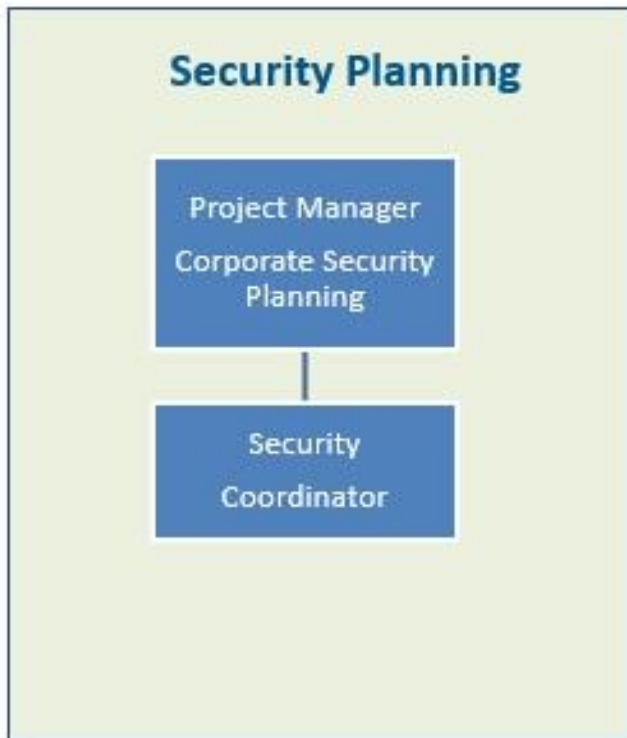 Security Planning
Project Manager
Corporate Security
Planning
Security
Coordinator